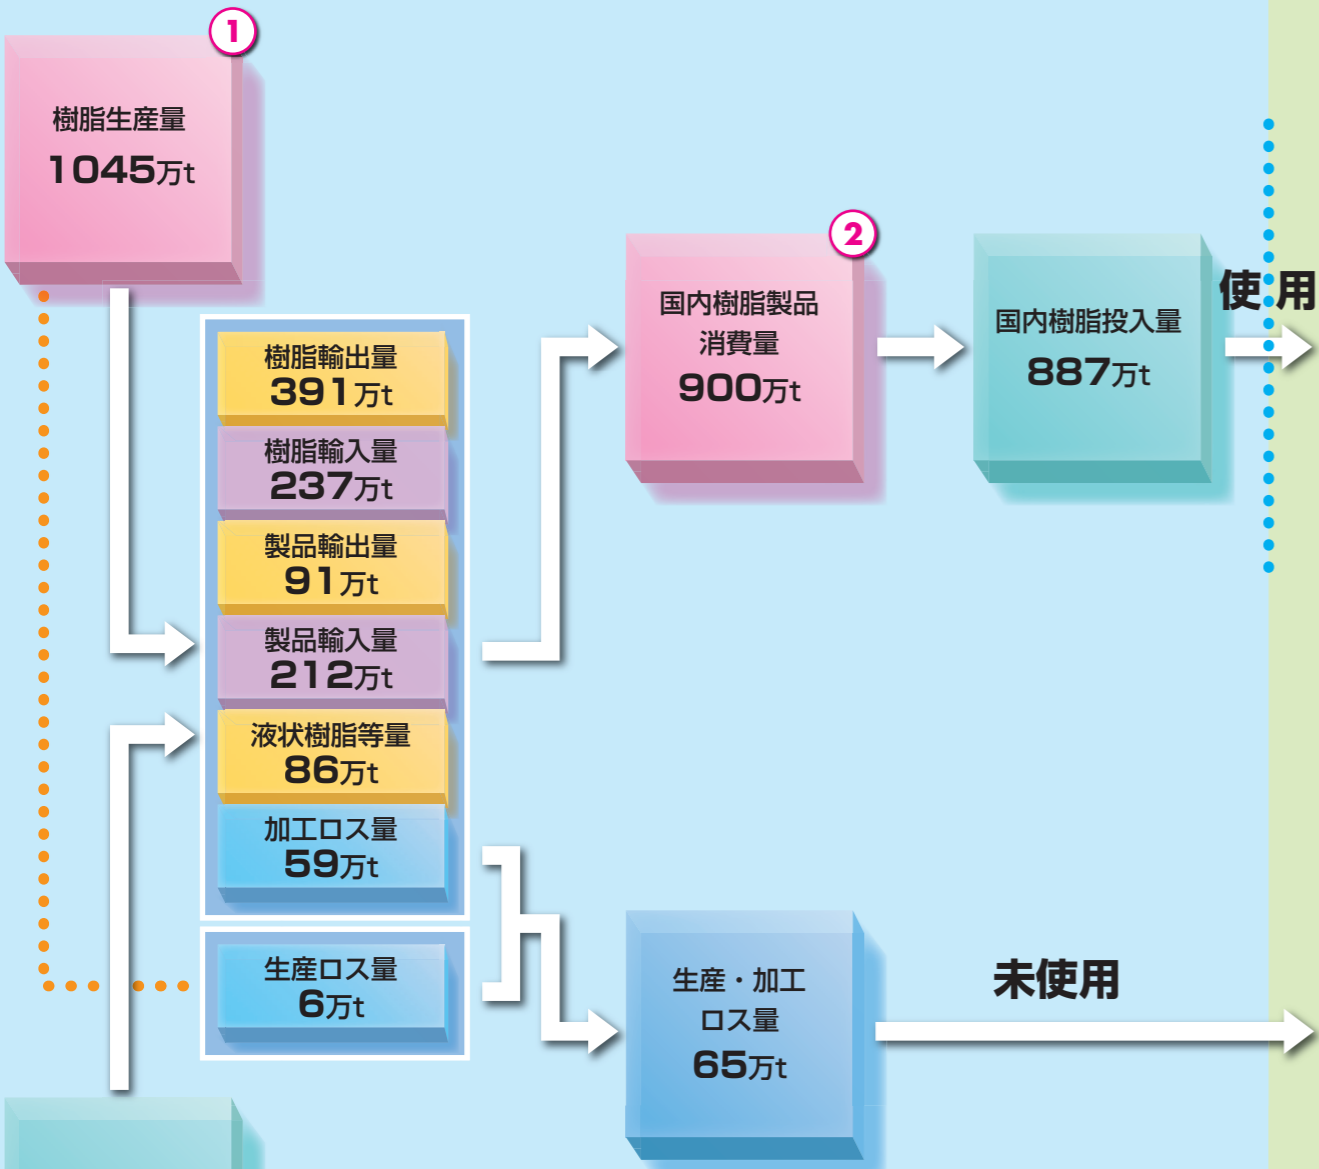 1
樹脂生産量
1045万t
樹脂輸出量
391万t
樹脂輸入量
237万t
製品輸出量
91万t
製品輸入量
212万t
液状樹脂等量
86万t
加工ロス量
59万t
生産ロス量
6万t
2
国内樹脂製品
消費量
900万t
国内樹脂投入量
887万t
使用
生産・加工
ロス量
65万t
未使用